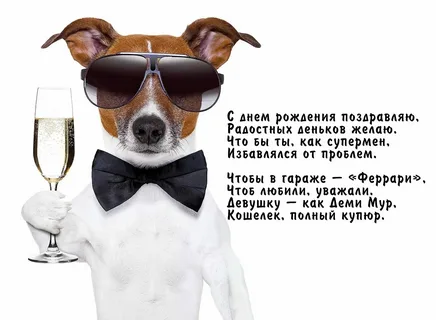 С днем рождения поздравляю,
Радостных деньков желаю.
Что бы ты, как супермен,
Избавлялся от проблем.
Чтобы в гараже — «Феррари»,
Чтоб любили, уважали,
Девушку — как Деми Мур,
Кошелек, полный купюр.